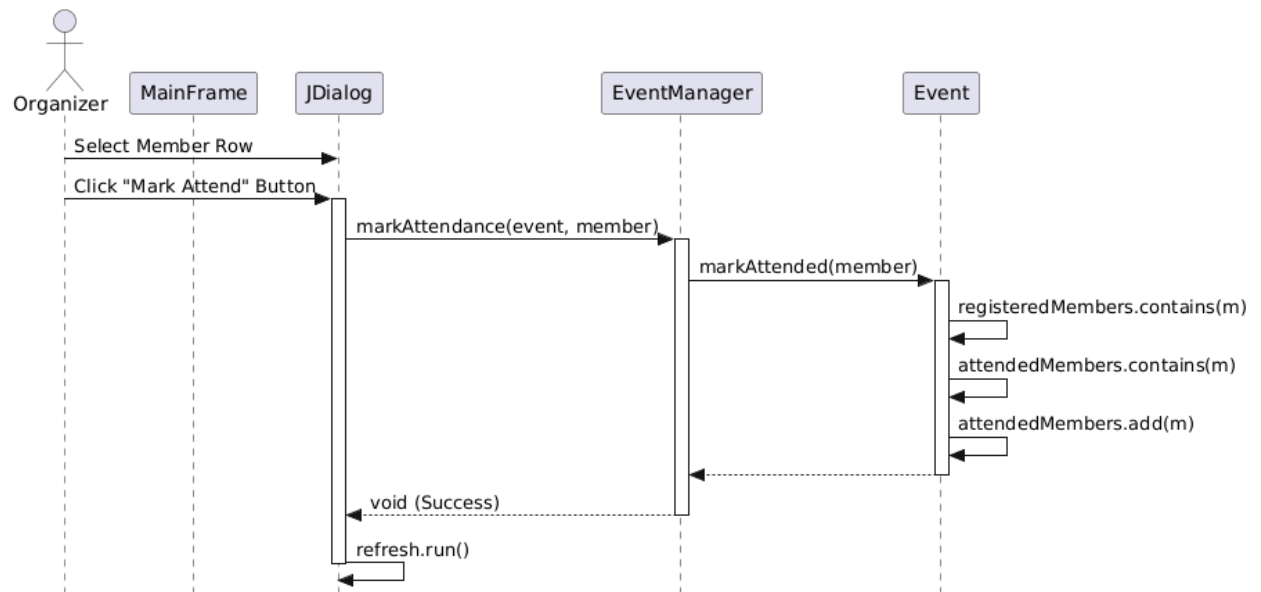 Organizer
MainFrame
JDialog
EventManager
Event
Select Member Row
Click "Mark Attend" Button
markAttendance(event, member)
markAttended(member)
registeredMembers.contains(m)
attendedMembers.contains(m)
attendedMembers.add(m)
void (Success)
refresh.run()